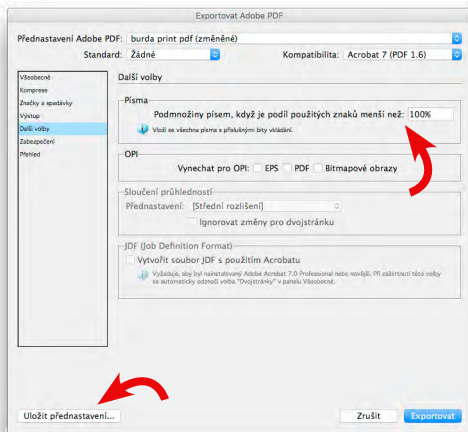 Exportovat Adobe PDF
Přednastavení Adobe PDF: burda print pdf (změněné)
Standard: Žádné Kompatibilita: Acrobat 7 (PDF 1.6)
Všeobecné
Komprese
Značky a spadávky
Výstup
Další volby
Zabezpečení
Přehled
Další volby
Písma
Podmnožiny písem, když je podíl použitých znaků menší než: 100%
Vloží se všechna písma s příslušnými bity vkládání.
OPI
Vynechat pro OPI: EPS PDF Bitmapové obrazy
Sloučení průhledností
Přednastavení: [Střední rozlišení]
Ignorovat změny pro dvojstránku
JDF (Job Definition Format)
Vytvořit soubor JDF s použitím Acrobatu
Vyžaduje, aby byl nainstalovaný Adobe Acrobat 7.0 Professional nebo novější. Při zaškrtnutí této volby
se automaticky odznačí volba "Dvojstránky" v panelu Všeobecné.
Uložit přednastavení... Zrušit Exportovat